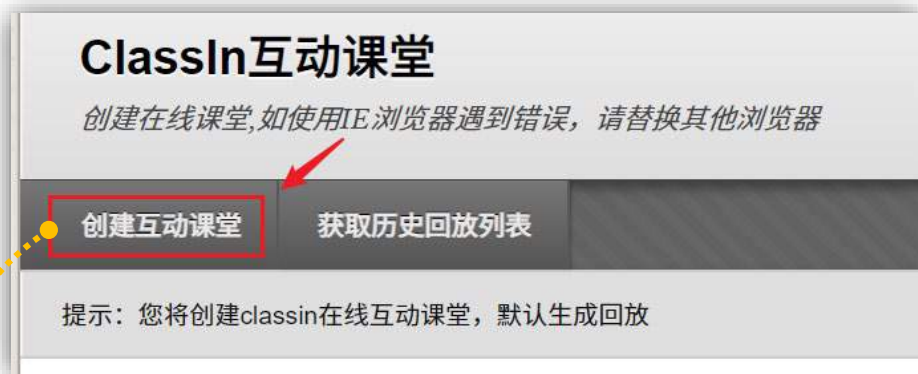 ClassIn互动课堂
创建在线课堂,如使用IE浏览器遇到错误，请替换其他浏览器
创建互动课堂 获取历史回放列表
提示：您将创建classin在线互动课堂，默认生成回放